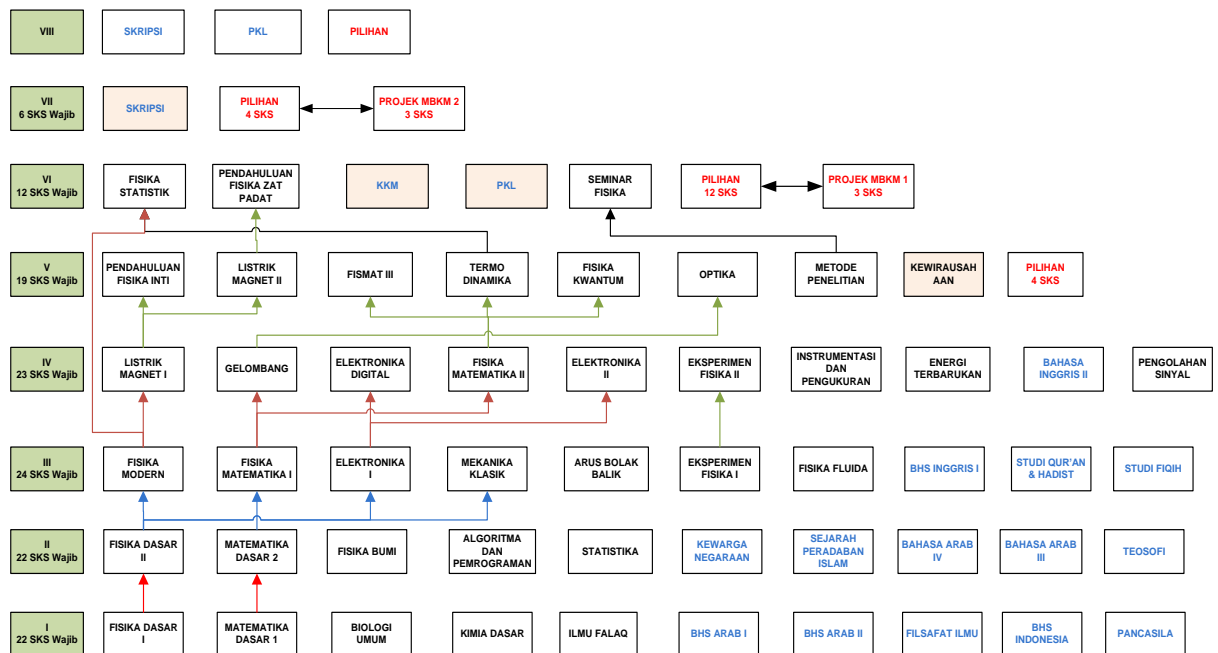 VIII
SKRIPSI
PKL
PILIHAN
VII
6 SKS Wajib
SKRIPSI
PILIHAN
4 SKS
PROJEK MBKM 2
3 SKS
VI
12 SKS Wajib
FISIKA
STATISTIK
PENDAHULUAN
FISIKA ZAT
PADAT
KKM
PKL
SEMINAR
FISIKA
PILIHAN
12 SKS
PROJEK MBKM 1
3 SKS
V
19 SKS Wajib
PENDAHULUAN
FISIKA INTI
LISTRIK
MAGNET II
FISMAT III
TERMO
DINAMIKA
FISIKA
KWANTUM
OPTIKA
METODE
PENELITIAN
KEWIRAUSAH
AAN
PILIHAN
4 SKS
IV
23 SKS Wajib
LISTRIK
MAGNET I
GELOMBANG
ELEKTRONIKA
DIGITAL
FISIKA
MATEMATIKA II
ELEKTRONIKA
II
EKSPERIMEN
FISIKA II
INSTRUMENTASI
DAN
PENGUKURAN
ENERGI
TERBARUKAN
BAHASA
INGGRIS II
PENGOLAHAN
SINYAL
III
24 SKS Wajib
FISIKA
MODERN
FISIKA
MATEMATIKA I
ELEKTRONIKA
I
MEKANIKA
KLASIK
ARUS BOLAK
BALIK
EKSPERIMEN
FISIKA I
FISIKA FLUIDA
BHS INGGRIS I
STUDI QUR'AN
& HADIST
STUDI FIQIH
II
22 SKS Wajib
FISIKA DASAR
II
MATEMATIKA
DASAR 2
FISIKA BUMI
ALGORITMA
DAN
PEMROGRAMAN
STATISTIKA
KEWARGA
NEGARAAN
SEJARAH
PERADABAN
ISLAM
BAHASA ARAB
IV
BAHASA ARAB
III
TEOSOFI
I
22 SKS Wajib
FISIKA DASAR
I
MATEMATIKA
DASAR 1
BIOLOGI
UMUM
KIMIA DASAR
ILMU FALAQ
BHS ARAB I
BHS ARAB II
FILSAFAT ILMU
BHS
INDONESIA
PANCASILA